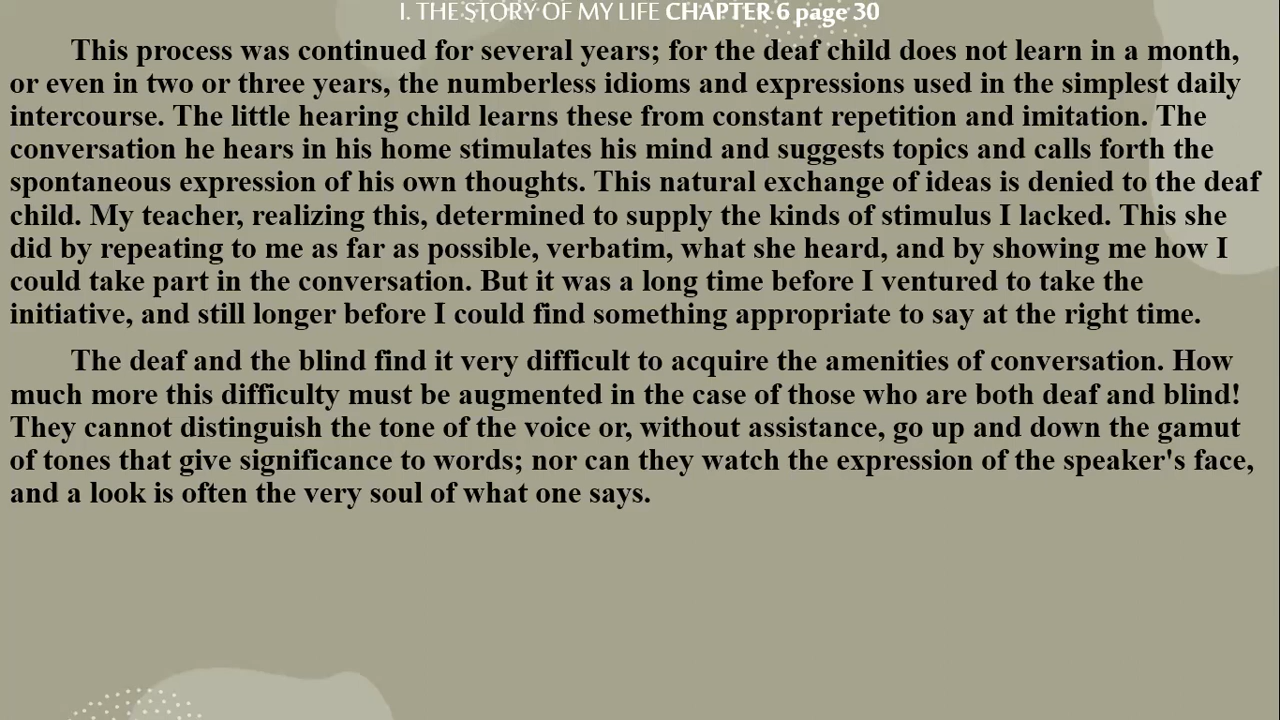 I. THE STORY OF MY LIFE CHAPTER 6 page 30
This process was continued for several years; for the deaf child does not learn in a month,
or even in two or three years, the numberless idioms and expressions used in the simplest daily
intercourse. The little hearing child learns these from constant repetition and imitation. The
conversation he hears in his home stimulates his mind and suggests topics and calls forth the
spontaneous expression of his own thoughts. This natural exchange of ideas is denied to the deaf
child. My teacher, realizing this, determined to supply the kinds of stimulus I lacked. This she
did by repeating to me as far as possible, verbatim, what she heard, and by showing me how I
could take part in the conversation. But it was a long time before I ventured to take the
initiative, and still longer before I could find something appropriate to say at the right time.
The deaf and the blind find it very difficult to acquire the amenities of conversation. How
much more this difficulty must be augmented in the case of those who are both deaf and blind!
They cannot distinguish the tone of the voice or, without assistance, go up and down the gamut
of tones that give significance to words; nor can they watch the expression of the speaker's face,
and a look is often the very soul of what one says.